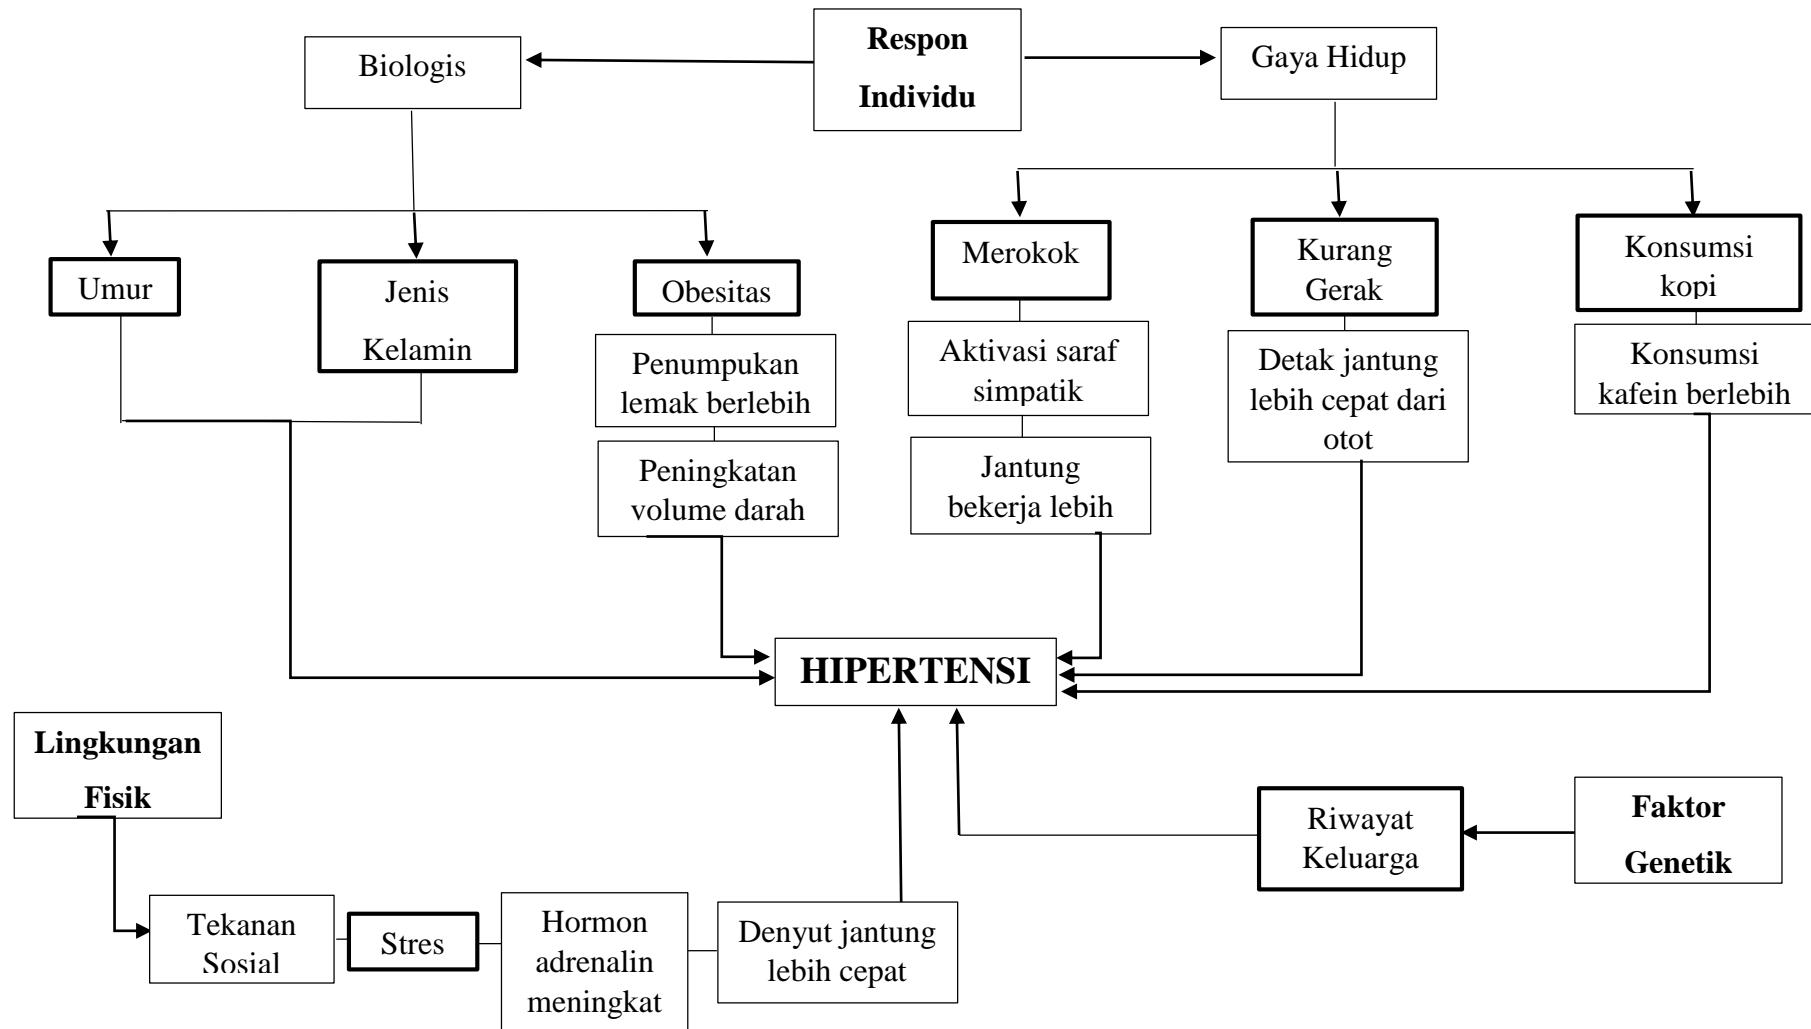 Biologis
Respon
Individu
Gaya Hidup
Umur
Jenis
Kelamin
Obesitas
Merokok
Kurang
Gerak
Konsumsi
kopi
Penumpukan
lemak berlebih
Aktivasi saraf
simpatik
Detak jantung
lebih cepat dari
otot
Konsumsi
kafein berlebih
Peningkatan
volume darah
Jantung
bekerja lebih
HIPERTENSI
Lingkungan
Fisik
Riwayat
Keluarga
Faktor
Genetik
Tekanan
Sosial
Stres
Hormon
adrenalin
meningkat
Denyut jantung
lebih cepat